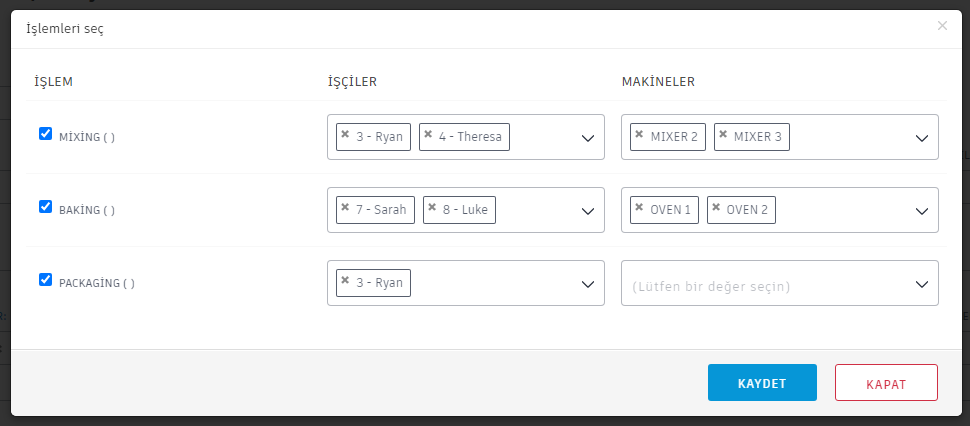 İşlemleri seç ×
İŞLEM İŞÇİLER MAKİNELER
MİXİNG ( ) × 3 - Ryan × 4 - Theresa × MIXER 2 × MIXER 3
BAKİNG ( ) × 7 - Sarah × 8 - Luke × OVEN 1 × OVEN 2
PACKAGİNG ( ) × 3 - Ryan (Lütfen bir değer seçin)
KAYDET KAPAT